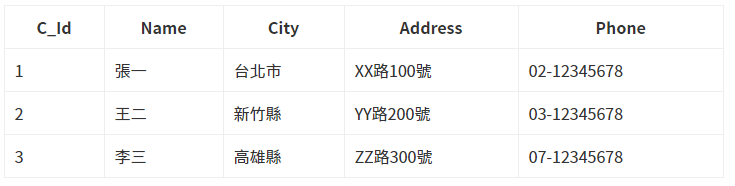 C_Id Name City Address Phone
1 張一 台北市 XX路100號 02-12345678
2 王二 新竹縣 YY路200號 03-12345678
3 李三 高雄縣 ZZ路300號 07-12345678